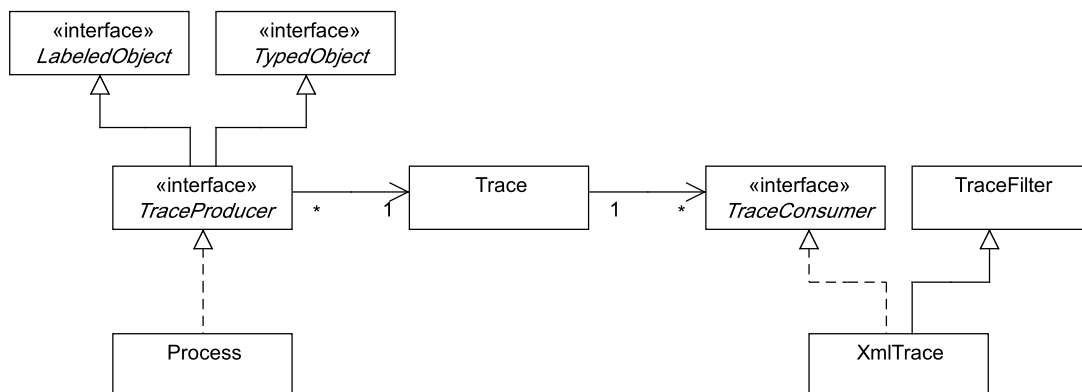 «interface»
LabeledObject
«interface»
TypedObject
«interface»
TraceProducer
* 1
Trace
1 *
«interface»
TraceConsumer
TraceFilter
Process
XmlTrace